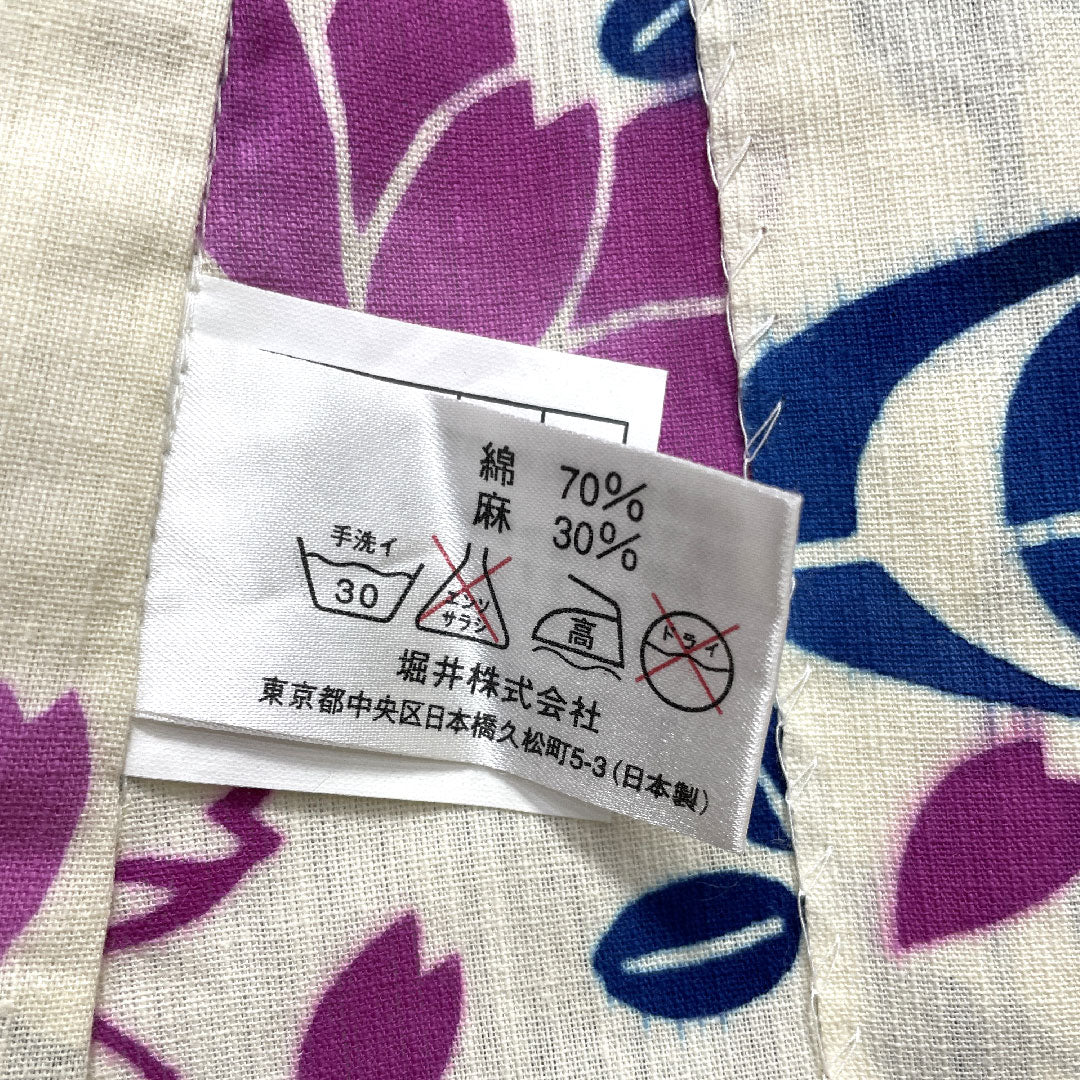 綿 70%
麻 30%
手洗イ
30
エンソ
サラシ
高
ドライ
堀井株式会社
東京都中央区日本橋久松町5-3(日本製)